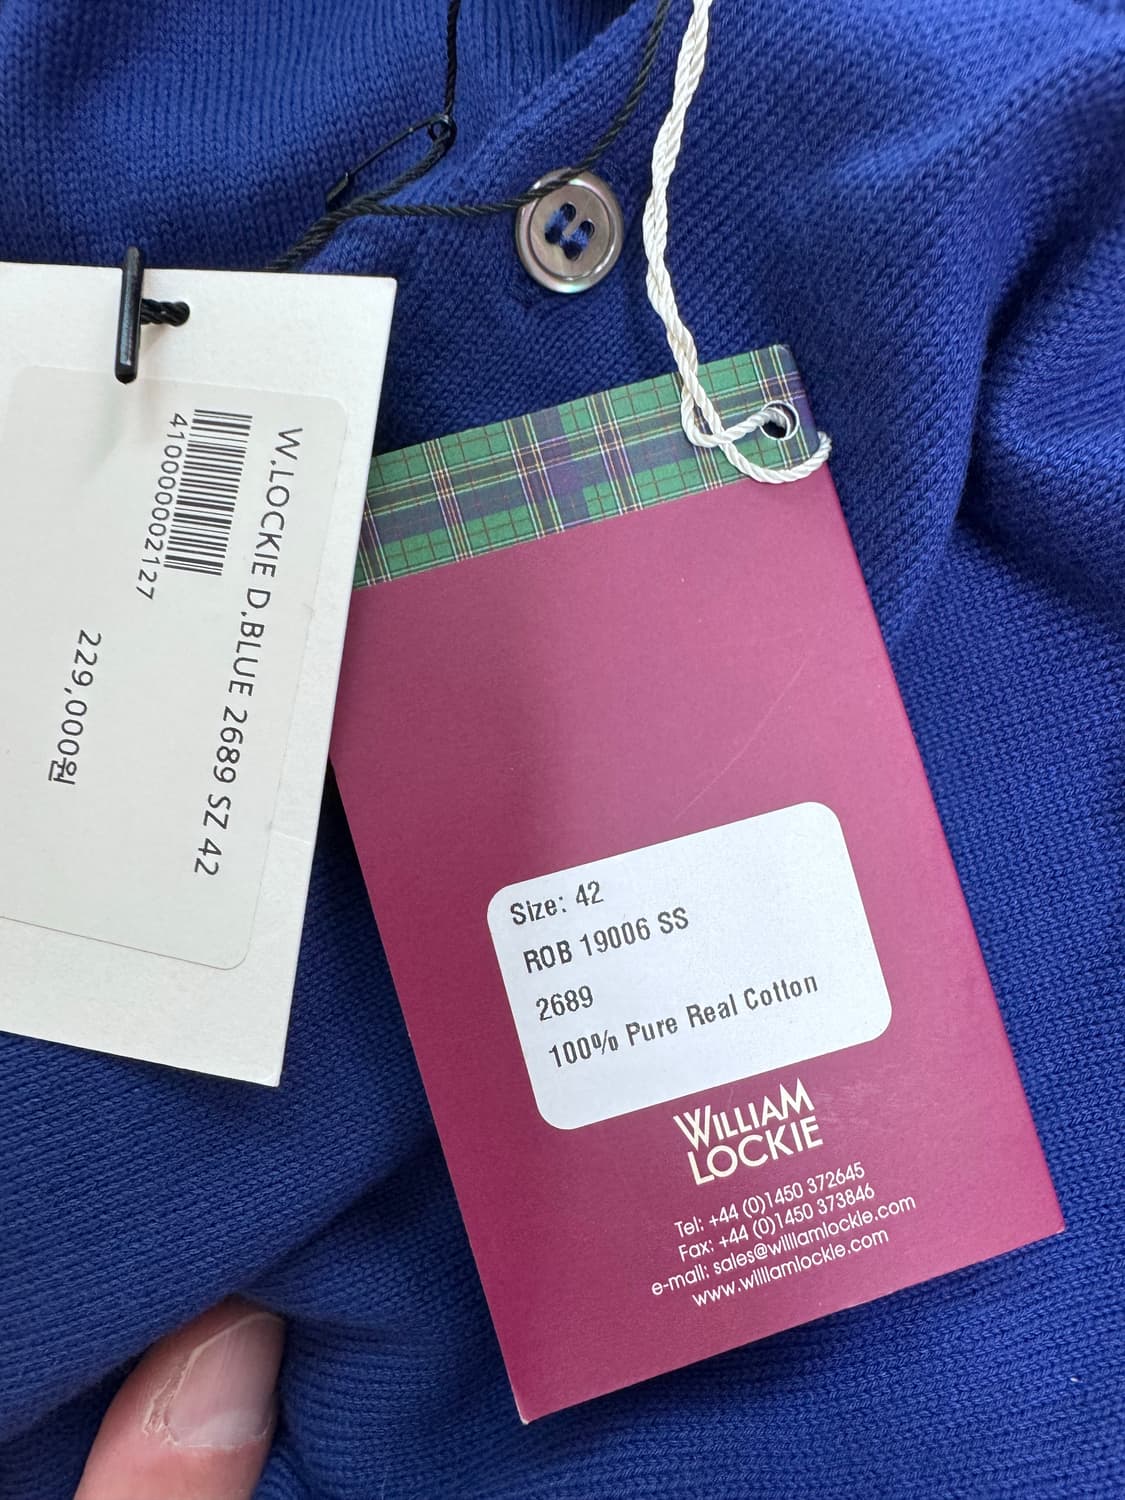 W.LOCKIE D.BLUE 2689 SZ 42
4100000002127
229,000원
Size: 42
ROB 19006 SS
2689
100% Pure Real Cotton
WILLIAM
LOCKIE
Tel: +44 (0)1450 372645
Fax: +44 (0)1450 373846
e-mail: sales@williamlockie.com
www.williamlockie.com